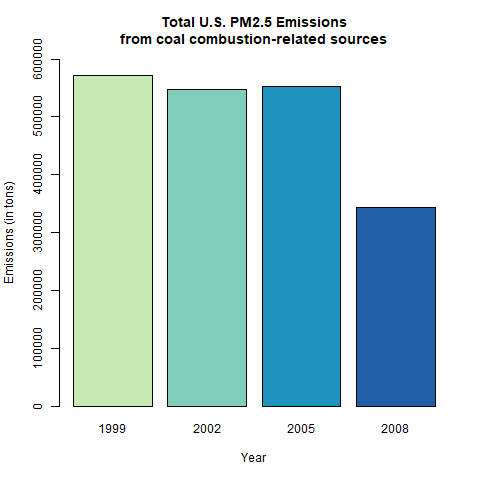 Total U.S. PM2.5 Emissions
from coal combustion-related sources
Emissions (in tons)
600000
500000
400000
300000
200000
100000
0
1999 2002 2005 2008
Year